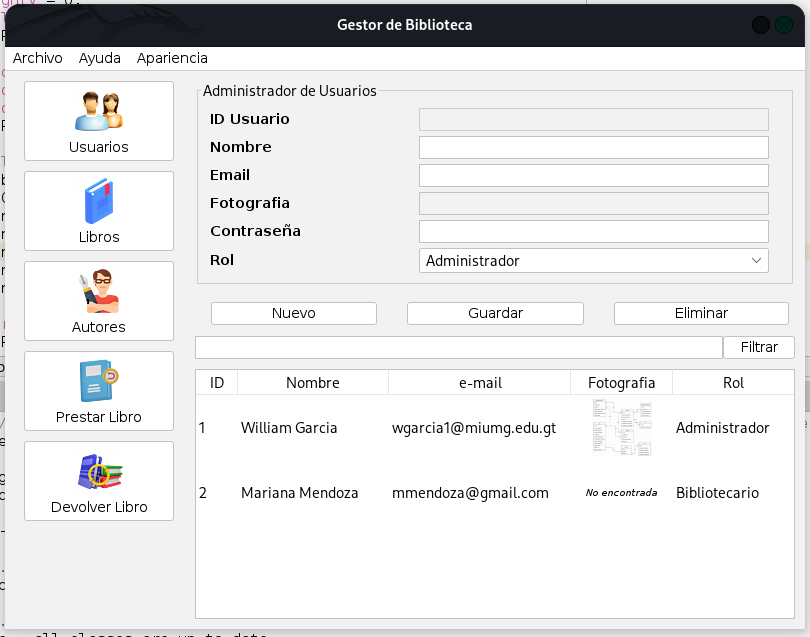 Gestor de Biblioteca
Archivo Ayuda Apariencia
Usuarios
Libros
Autores
Prestar Libro
Devolver Libro
Administrador de Usuarios
ID Usuario
Nombre
Email
Fotografia
Contraseña
Rol Administrador
Nuevo Guardar Eliminar
Filtrar
ID Nombre e-mail Fotografia Rol
1 William Garcia wgarcia1@miumg.edu.gt Administrador
2 Mariana Mendoza mmendoza@gmail.com No encontrada Bibliotecario